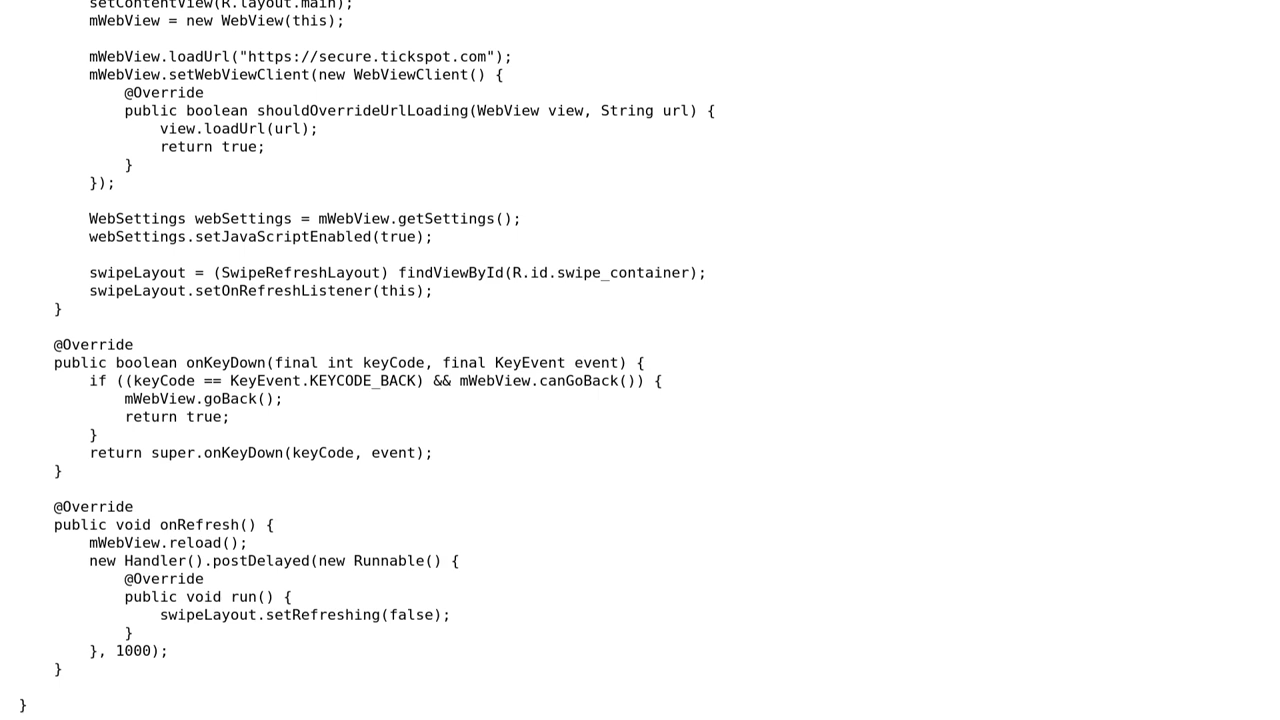 setContentView(R.layout.main);
mWebView = new WebView(this);
mWebView.loadUrl("https://secure.tickspot.com");
mWebView.setWebViewClient(new WebViewClient() {
@Override
public boolean shouldOverrideUrlLoading(WebView view, String url) {
view.loadUrl(url);
return true;
}
});
WebSettings webSettings = mWebView.getSettings();
webSettings.setJavaScriptEnabled(true);
swipeLayout = (SwipeRefreshLayout) findViewById(R.id.swipe_container);
swipeLayout.setOnRefreshListener(this);
}
@Override
public boolean onKeyDown(final int keyCode, final KeyEvent event) {
if ((keyCode == KeyEvent.KEYCODE_BACK) && mWebView.canGoBack()) {
mWebView.goBack();
return true;
}
return super.onKeyDown(keyCode, event);
}
@Override
public void onRefresh() {
mWebView.reload();
new Handler().postDelayed(new Runnable() {
@Override
public void run() {
swipeLayout.setRefreshing(false);
}
}, 1000);
}
}